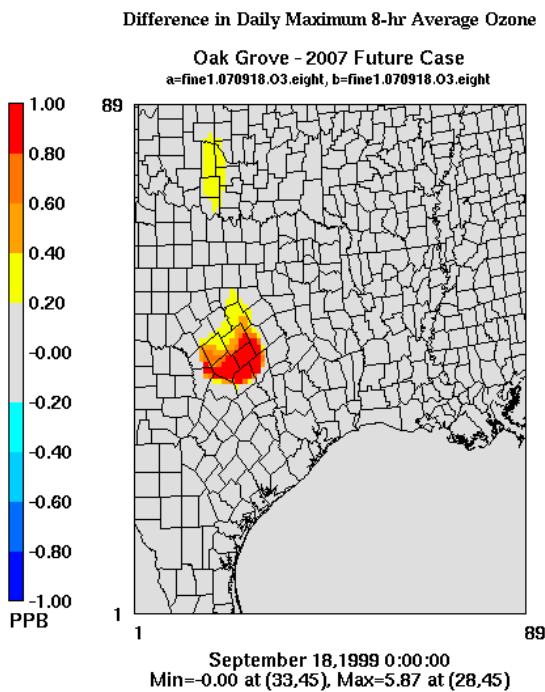 Difference in Daily Maximum 8-hr Average Ozone
Oak Grove - 2007 Future Case
a=fine1.070918.O3.eight, b=fine1.070918.O3.eight
1.00
0.80
0.60
0.40
0.20
-0.00
-0.20
-0.40
-0.60
-0.80
-1.00
PPB
89
1
1
89
September 18,1999 0:00:00
Min=-0.00 at (33,45), Max=5.87 at (28,45)